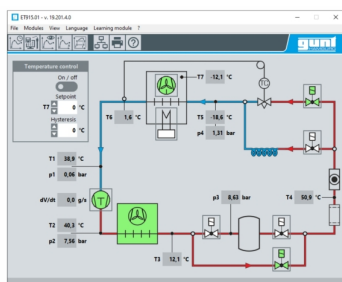 ET915.01 - v. 19.201.4.0
File Modules View Language Learning module ?
Temperature control
On / off
Setpoint
T7 0 °C
Hysteresis
0 °C
T7 -12,1 °C
TC
T6 1,6 °C
T5 -18,6 °C
p4 1,31 bar
T1 38,9 °C
p1 0,06 bar
dV/dt 0,0 g/s
T2 40,3 °C
p2 7,56 bar
p3 8,63 bar
T4 50,9 °C
T3 12,1 °C